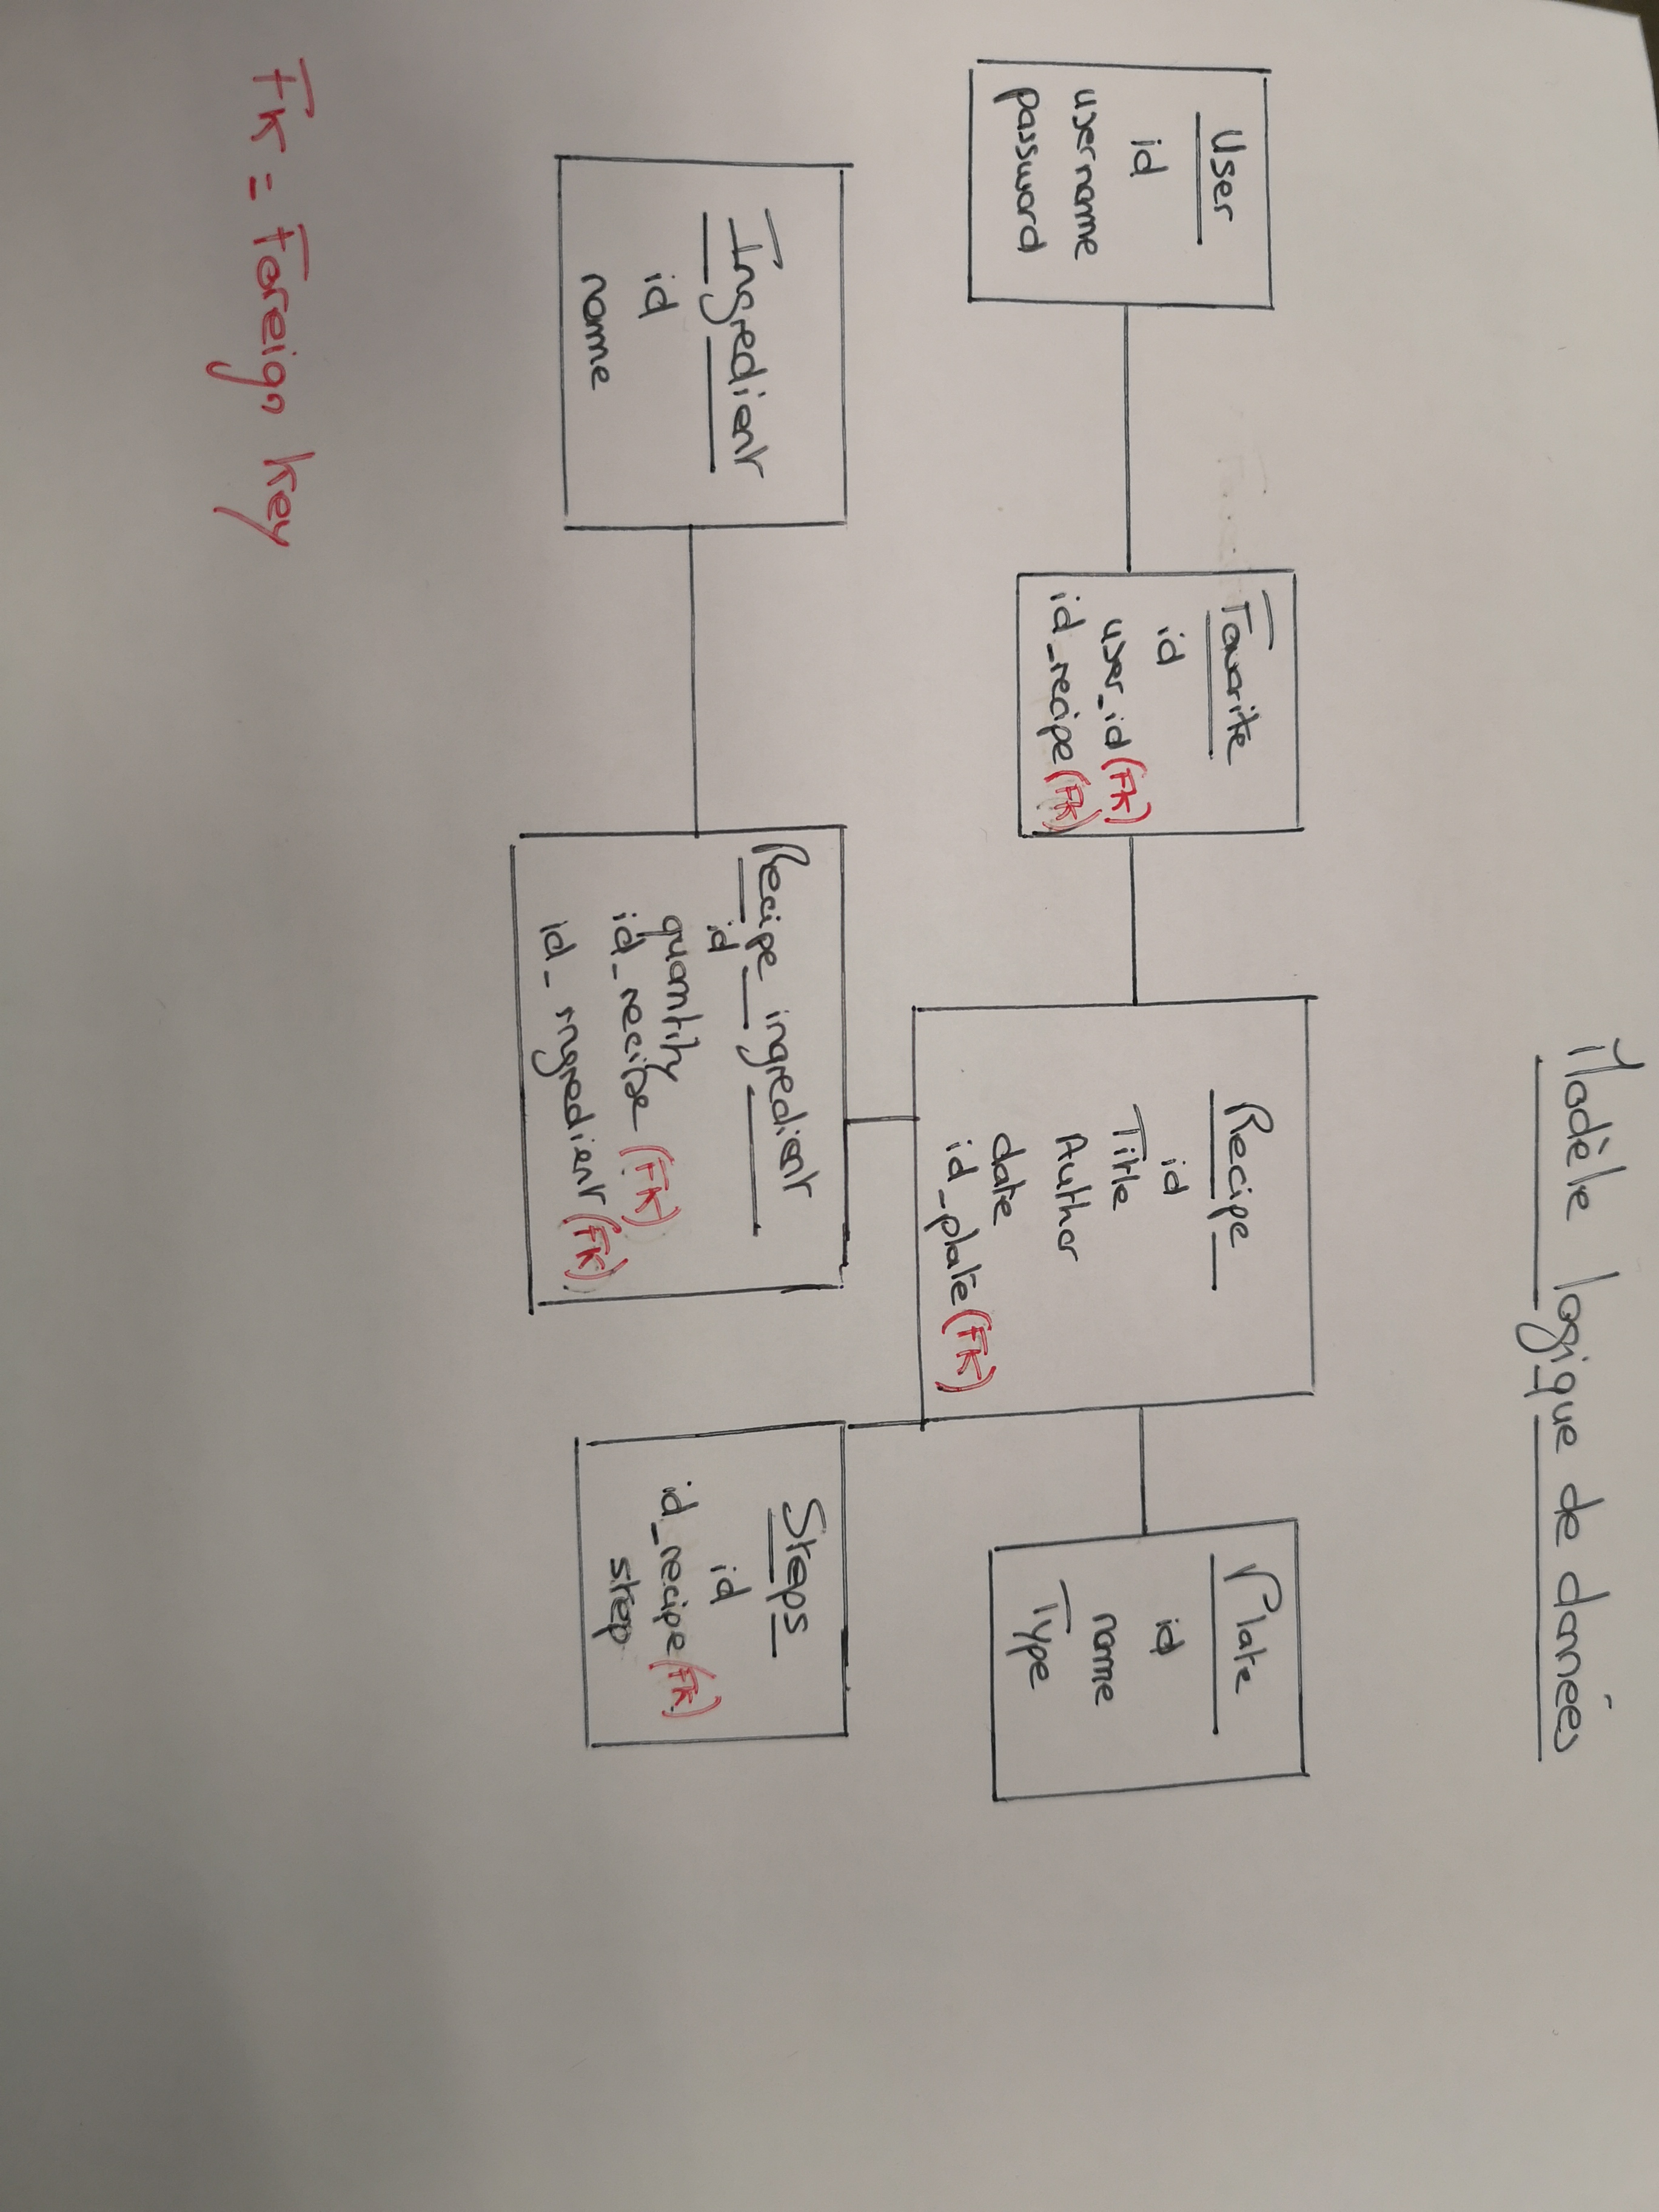 Modèle logique de données
User
id
username
password
Favorite
id
user_id (FK)
id_recipe (FK)
Recipe
id
Title
Author
date
id_plate (FK)
Plate
id
name
Type
Ingredient
id
name
Recipe_ingredient
id
quantity
id_recipe (FK)
id_ingredient (FK)
Steps
id
id_recipe (FK)
step
FK = Foreign key